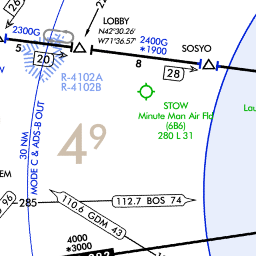 26
LOBBY
N42°30.26'
W71°36.57'
2300G
5
20
2400G
*1900
8
28
SOSYO
R-4102A
R-4102B
STOW
Minute Man Air Fld
(6B6)
280 L 31
Lau
49
30 NM
MODE C & ADS-B OUT
EM
285
112.7 BOS 74
110.6 GDM 43
4000
*3000